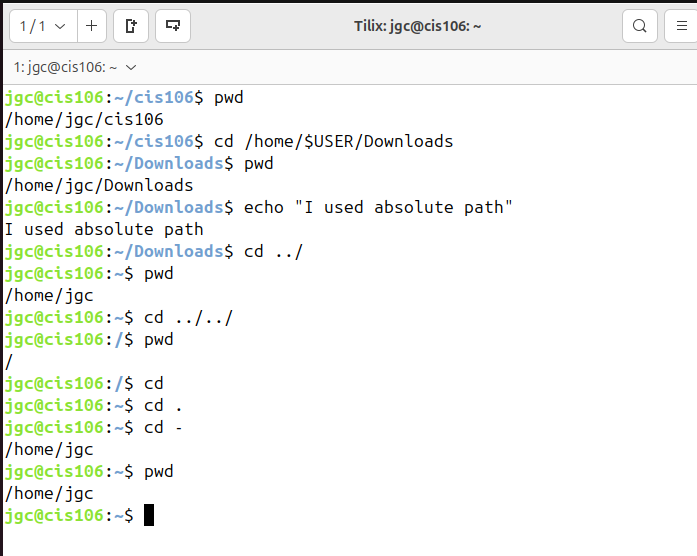 1 / 1
Tilix: jgc@cis106: ~
1: jgc@cis106: ~
jgc@cis106:~/cis106$ pwd
/home/jgc/cis106
jgc@cis106:~/cis106$ cd /home/$USER/Downloads
jgc@cis106:~/Downloads$ pwd
/home/jgc/Downloads
jgc@cis106:~/Downloads$ echo "I used absolute path"
I used absolute path
jgc@cis106:~/Downloads$ cd ../
jgc@cis106:~$ pwd
/home/jgc
jgc@cis106:~$ cd ../../
jgc@cis106:/$ pwd
/
jgc@cis106:/$ cd
jgc@cis106:~$ cd .
jgc@cis106:~$ cd -
/home/jgc
jgc@cis106:~$ pwd
/home/jgc
jgc@cis106:~$